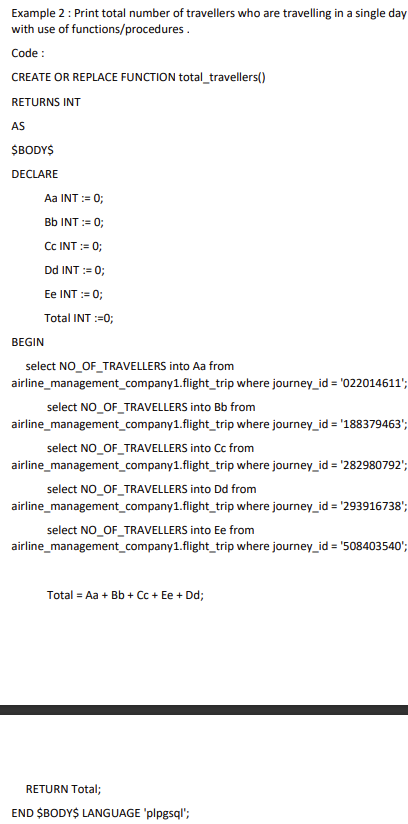 Example 2 : Print total number of travellers who are travelling in a single day
with use of functions/procedures .
Code :
CREATE OR REPLACE FUNCTION total_travellers()
RETURNS INT
AS
$BODY$
DECLARE
Aa INT := 0;
Bb INT := 0;
Cc INT := 0;
Dd INT := 0;
Ee INT := 0;
Total INT :=0;
BEGIN
select NO_OF_TRAVELLERS into Aa from
airline_management_company1.flight_trip where journey_id = '022014611';
select NO_OF_TRAVELLERS into Bb from
airline_management_company1.flight_trip where journey_id = '188379463';
select NO_OF_TRAVELLERS into Cc from
airline_management_company1.flight_trip where journey_id = '282980792';
select NO_OF_TRAVELLERS into Dd from
airline_management_company1.flight_trip where journey_id = '293916738';
select NO_OF_TRAVELLERS into Ee from
airline_management_company1.flight_trip where journey_id = '508403540';
Total = Aa + Bb + Cc + Ee + Dd;
RETURN Total;
END $BODY$ LANGUAGE 'plpgsql';